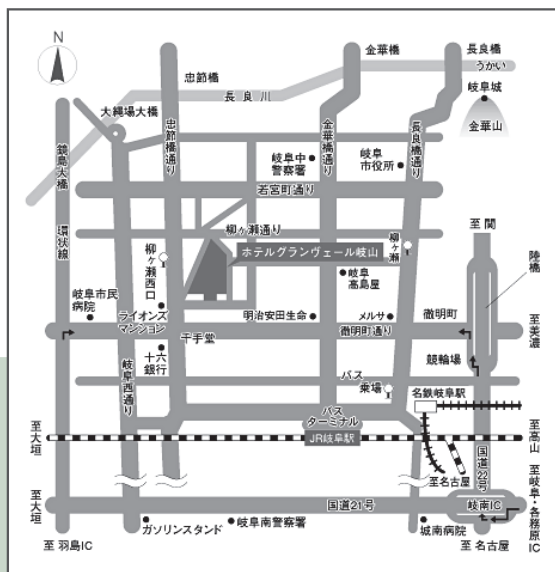 N
金華橋
長良橋
うかい
忠節橋
長良川
岐阜城
金華山
大縄場大橋
鏡島大橋
忠節橋通り
金華橋通り
長良橋通り
岐阜中
警察署
岐阜
市役所
若宮町通り
環状線
柳ヶ瀬通り
柳ヶ瀬
至関
陸橋
ホテルグランヴェール岐山
柳ヶ瀬西口
岐阜
高島屋
岐阜市民
病院
ライオンズ
マンション
千手堂
明治安田生命
メルサ
徹明町
徹明町通り
至美濃
十六
銀行
岐阜西通り
競輪場
バス
乗場
名鉄岐阜駅
バス
ターミナル
JR岐阜駅
至大垣
至高山
至名古屋
国道22号
至大垣
国道21号
岐南IC
至岐阜・各務原IC
ガソリンスタンド
岐阜南警察署
城南病院
至 羽島IC
至 名古屋